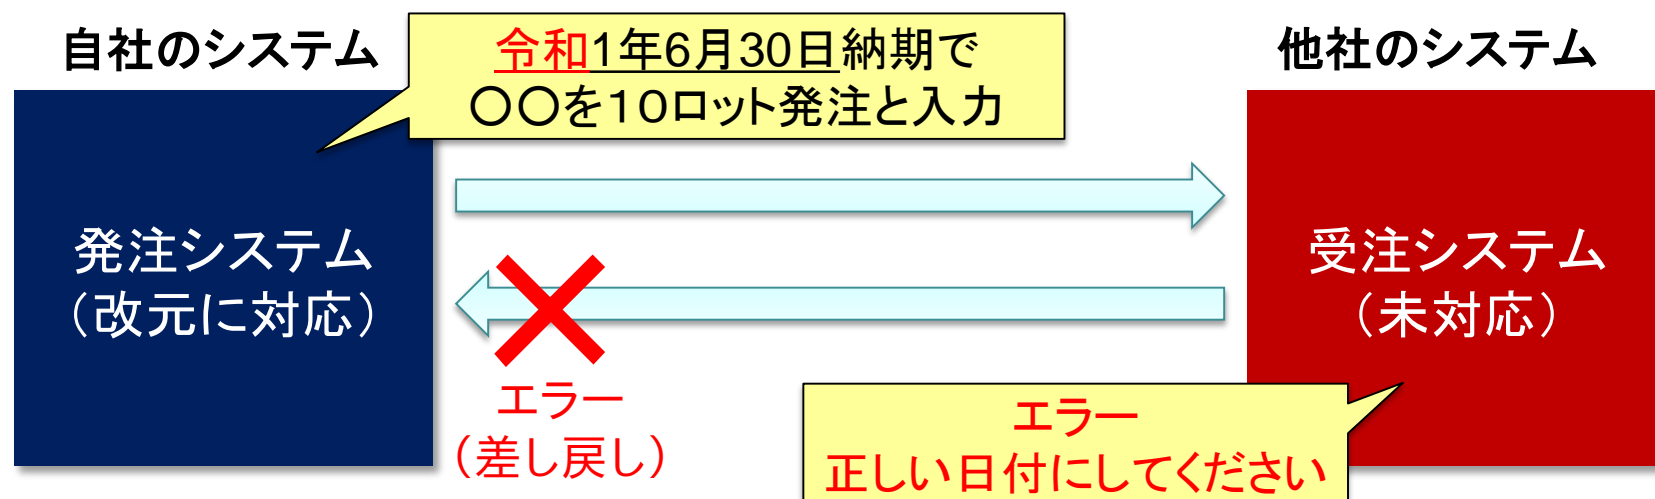 自社のシステム
令和1年6月30日納期で
〇〇を10ロット発注と入力
他社のシステム
発注システム
（改元に対応）
受注システム
（未対応）
エラー
（差し戻し）
エラー
正しい日付にしてください